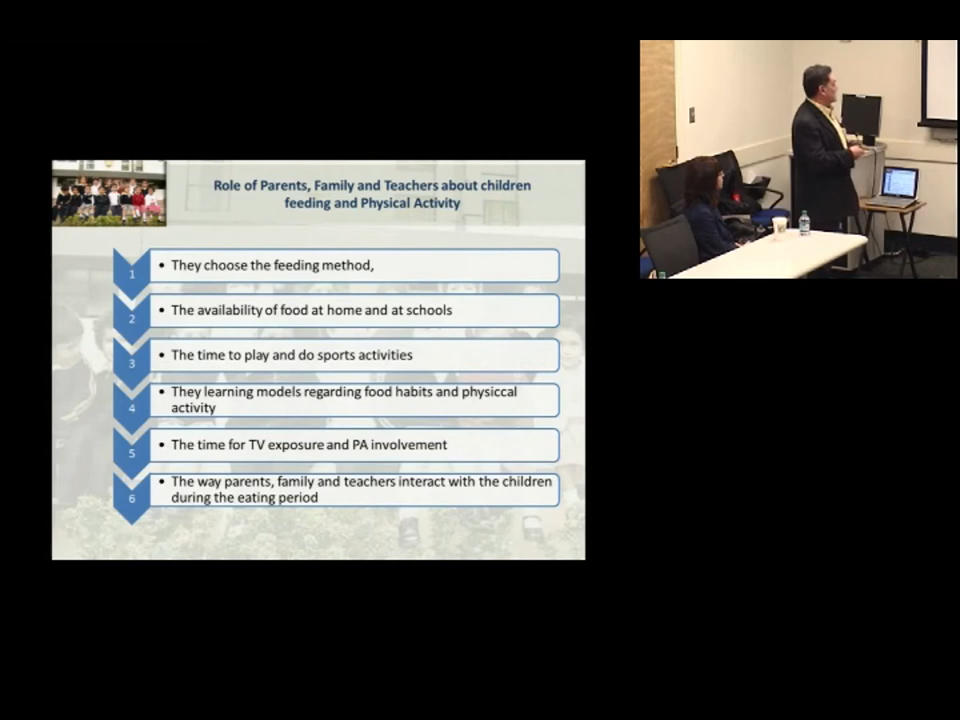 Role of Parents, Family and Teachers about children
feeding and Physical Activity
1
• They choose the feeding method,
2
• The availability of food at home and at schools
3
• The time to play and do sports activities
4
• They learning models regarding food habits and physiccal
activity
5
• The time for TV exposure and PA involvement
6
• The way parents, family and teachers interact with the children
during the eating period